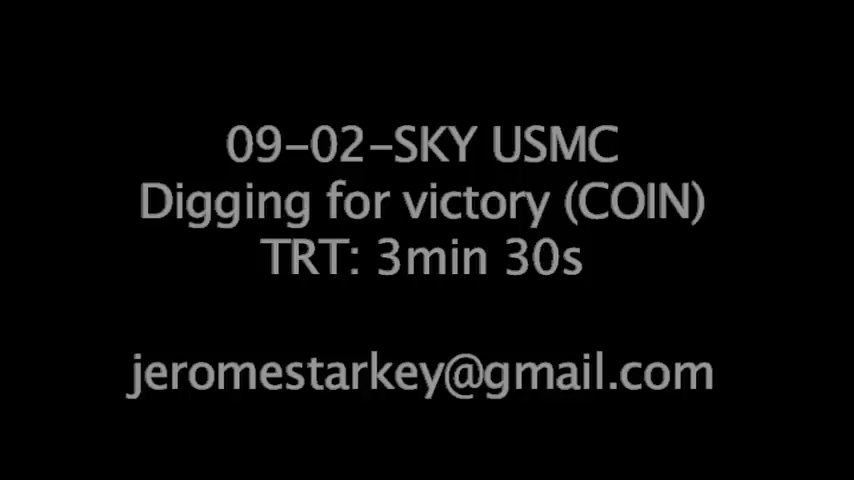 09-02-SKY USMC
Digging for victory (COIN)
TRT: 3min 30s
jeromestarkey@gmail.com